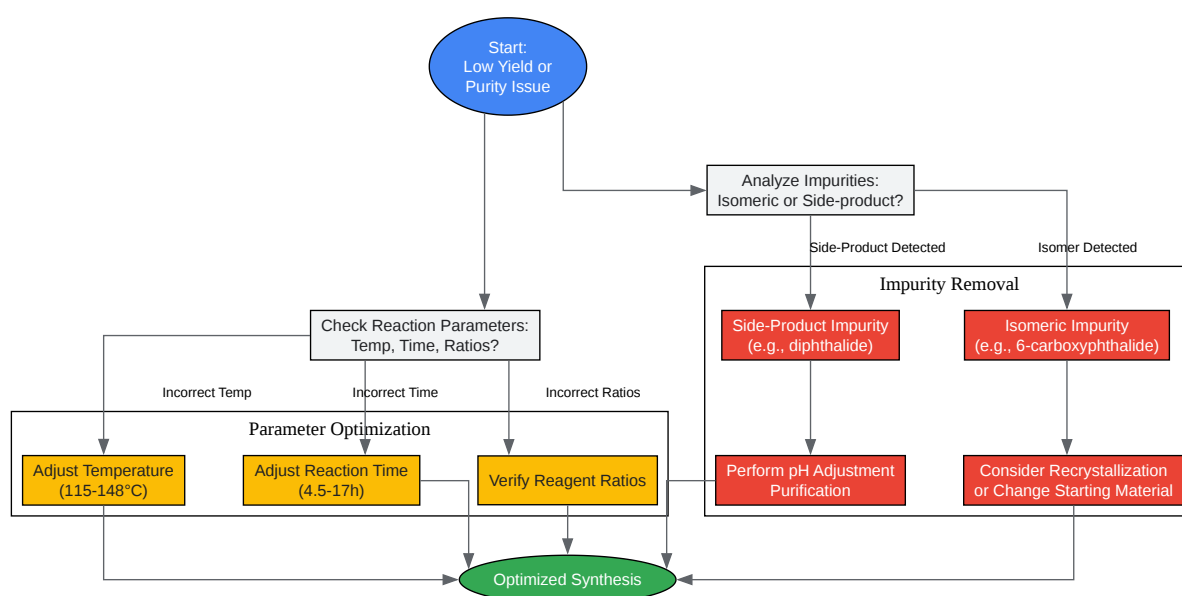 Start:
Low Yield or
Purity Issue
Analyze Impurities:
Isomeric or Side-product?
Side-Product Detected
Isomer Detected
Impurity Removal
Side-Product Impurity
(e.g., diphthalide)
Isomeric Impurity
(e.g., 6-carboxyphthalide)
Check Reaction Parameters:
Temp, Time, Ratios?
Incorrect Temp
Incorrect Time
Incorrect Ratios
Parameter Optimization
Adjust Temperature
(115-148°C)
Adjust Reaction Time
(4.5-17h)
Verify Reagent Ratios
Perform pH Adjustment
Purification
Consider Recrystallization
or Change Starting Material
Optimized Synthesis